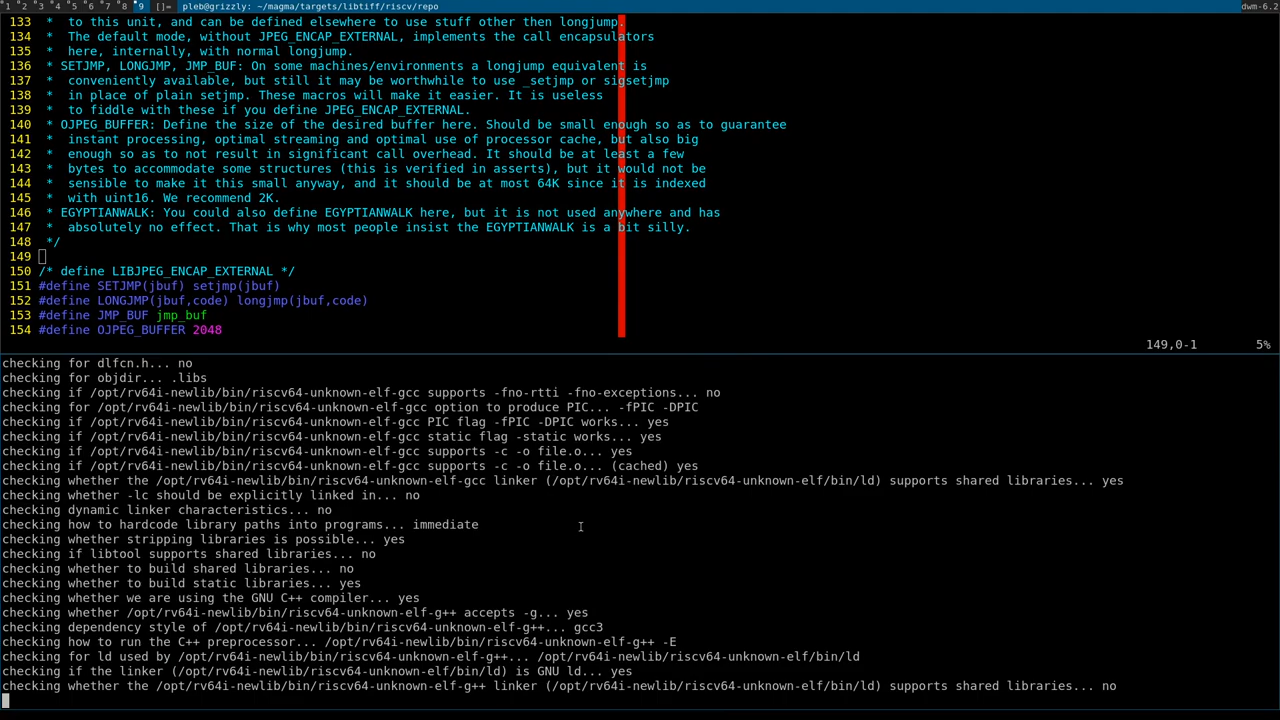 1 2 3 4 5 6 7 8 9 []= pleb@grizzly: ~/magma/targets/libtiff/riscv/repo dwm-6.2
133 * to this unit, and can be defined elsewhere to use stuff other then longjump.
134 * The default mode, without JPEG_ENCAP_EXTERNAL, implements the call encapsulators
135 * here, internally, with normal longjump.
136 * SETJMP, LONGJMP, JMP_BUF: On some machines/environments a longjump equivalent is
137 * conveniently available, but still it may be worthwhile to use _setjmp or sigsetjmp
138 * in place of plain setjmp. These macros will make it easier. It is useless
139 * to fiddle with these if you define JPEG_ENCAP_EXTERNAL.
140 * OJPEG_BUFFER: Define the size of the desired buffer here. Should be small enough so as to guarantee
141 * instant processing, optimal streaming and optimal use of processor cache, but also big
142 * enough so as to not result in significant call overhead. It should be at least a few
143 * bytes to accommodate some structures (this is verified in asserts), but it would not be
144 * sensible to make it this small anyway, and it should be at most 64K since it is indexed
145 * with uint16. We recommend 2K.
146 * EGYPTIANWALK: You could also define EGYPTIANWALK here, but it is not used anywhere and has
147 * absolutely no effect. That is why most people insist the EGYPTIANWALK is a bit silly.
148 */
149
150 /* define LIBJPEG_ENCAP_EXTERNAL */
151 #define SETJMP(jbuf) setjmp(jbuf)
152 #define LONGJMP(jbuf,code) longjmp(jbuf,code)
153 #define JMP_BUF jmp_buf
154 #define OJPEG_BUFFER 2048
149,0-1 5%
checking for dlfcn.h... no
checking for objdir... .libs
checking if /opt/rv64i-newlib/bin/riscv64-unknown-elf-gcc supports -fno-rtti -fno-exceptions... no
checking for /opt/rv64i-newlib/bin/riscv64-unknown-elf-gcc option to produce PIC... -fPIC -DPIC
checking if /opt/rv64i-newlib/bin/riscv64-unknown-elf-gcc PIC flag -fPIC -DPIC works... yes
checking if /opt/rv64i-newlib/bin/riscv64-unknown-elf-gcc static flag -static works... yes
checking if /opt/rv64i-newlib/bin/riscv64-unknown-elf-gcc supports -c -o file.o... yes
checking if /opt/rv64i-newlib/bin/riscv64-unknown-elf-gcc supports -c -o file.o... (cached) yes
checking whether the /opt/rv64i-newlib/bin/riscv64-unknown-elf-gcc linker (/opt/rv64i-newlib/riscv64-unknown-elf/bin/ld) supports shared libraries... yes
checking whether -lc should be explicitly linked in... no
checking dynamic linker characteristics... no
checking how to hardcode library paths into programs... immediate
checking whether stripping libraries is possible... yes
checking if libtool supports shared libraries... no
checking whether to build shared libraries... no
checking whether to build static libraries... yes
checking whether we are using the GNU C++ compiler... yes
checking whether /opt/rv64i-newlib/bin/riscv64-unknown-elf-g++ accepts -g... yes
checking dependency style of /opt/rv64i-newlib/bin/riscv64-unknown-elf-g++... gcc3
checking how to run the C++ preprocessor... /opt/rv64i-newlib/bin/riscv64-unknown-elf-g++ -E
checking for ld used by /opt/rv64i-newlib/bin/riscv64-unknown-elf-g++... /opt/rv64i-newlib/riscv64-unknown-elf/bin/ld
checking if the linker (/opt/rv64i-newlib/riscv64-unknown-elf/bin/ld) is GNU ld... yes
checking whether the /opt/rv64i-newlib/bin/riscv64-unknown-elf-g++ linker (/opt/rv64i-newlib/riscv64-unknown-elf/bin/ld) supports shared libraries... no